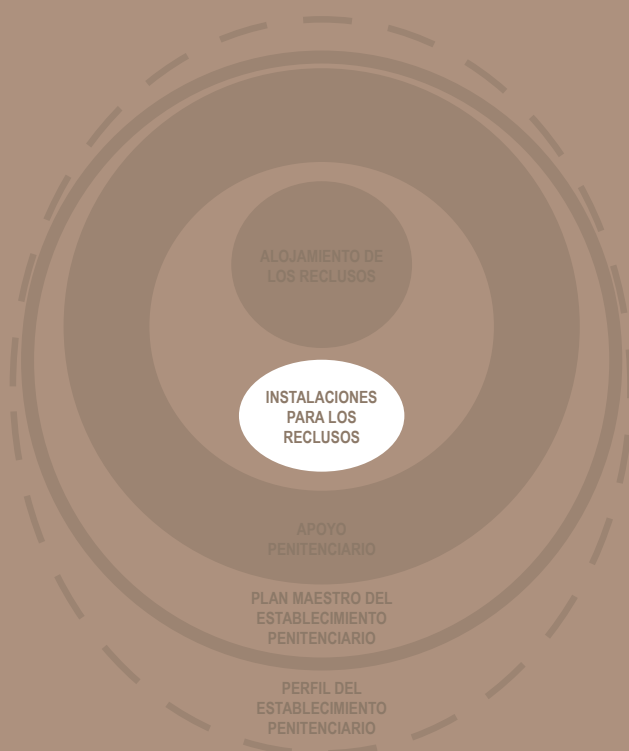 ALOJAMIENTO DE
LOS RECLUSOS
INSTALACIONES
PARA LOS
RECLUSOS
APOYO
PENITENCIARIO
PLAN MAESTRO DEL
ESTABLECIMIENTO
PENITENCIARIO
PERFIL DEL
ESTABLECIMIENTO
PENITENCIARIO